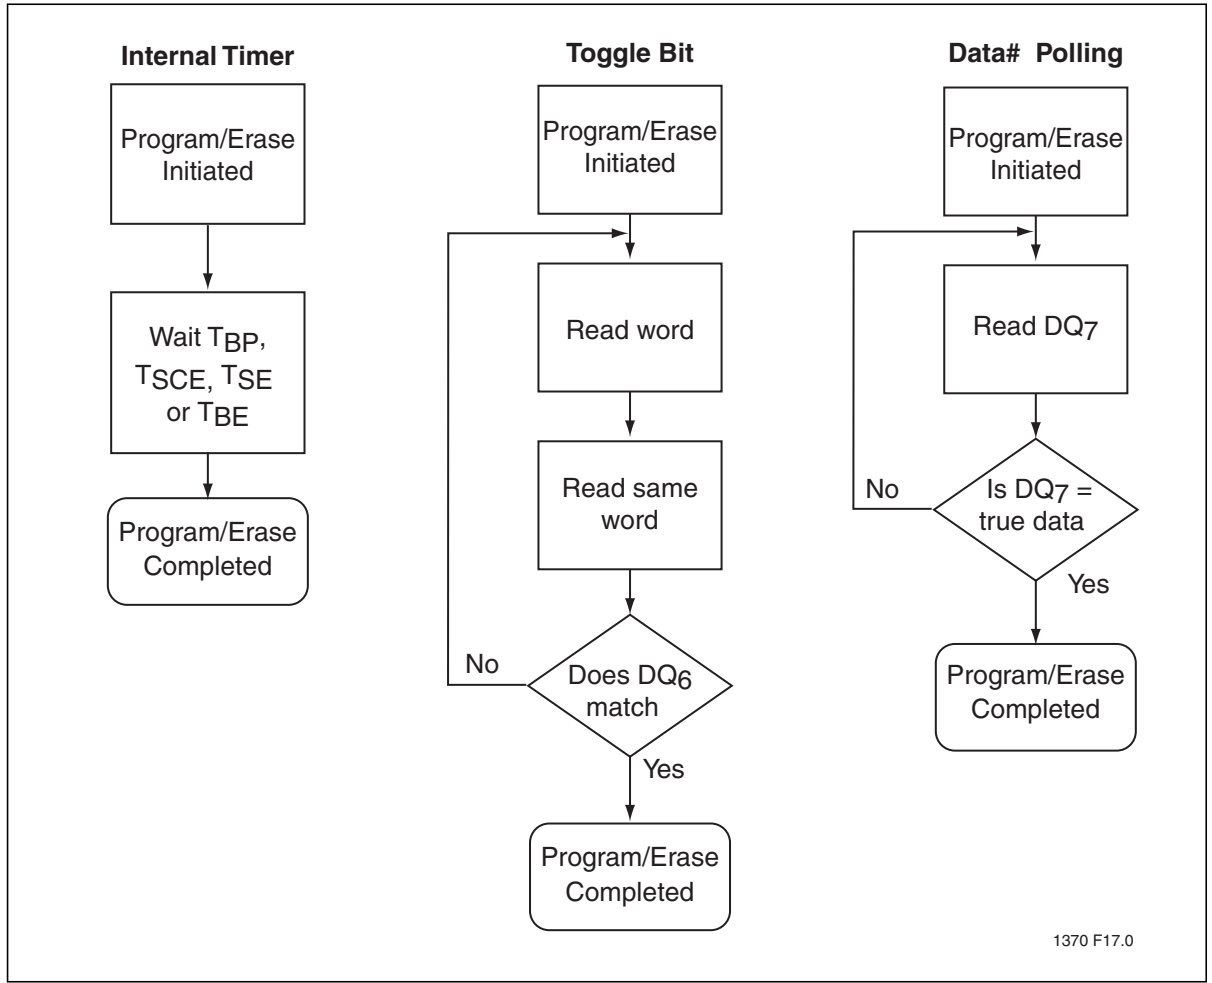 Internal Timer
Program/Erase
Initiated
Wait TBP,
TSCE, TSE
or TBE
Program/Erase
Completed
Toggle Bit
Program/Erase
Initiated
Read word
Read same
word
No
Does DQ6
match
Yes
Program/Erase
Completed
Data# Polling
Program/Erase
Initiated
Read DQ7
No
Is DQ7 =
true data
Yes
Program/Erase
Completed
1370 F17.0